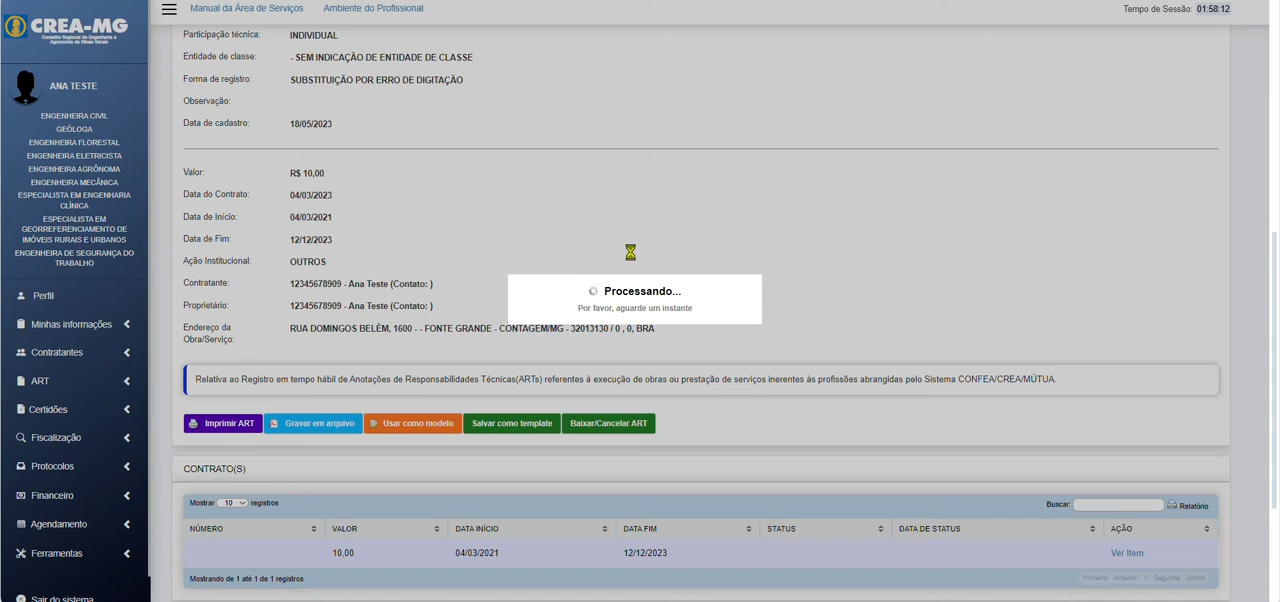 Manual da Área de Serviços Ambiente do Profissional Tempo de Sessão: 01:58:12
CREA-MG
Conselho Regional de Engenharia e
Agronomia de Minas Gerais
ANA TESTE
ENGENHEIRA CIVIL
GEÓLOGA
ENGENHEIRA FLORESTAL
ENGENHEIRA ELETRICISTA
ENGENHEIRA AGRÔNOMA
ENGENHEIRA MECÂNICA
ESPECIALISTA EM ENGENHARIA
CLÍNICA
ESPECIALISTA EM
GEORREFERENCIAMENTO DE
IMÓVEIS RURAIS E URBANOS
ENGENHEIRA DE SEGURANÇA DO
TRABALHO
Perfil
Minhas informações
Contratantes
ART
Certidões
Fiscalização
Protocolos
Financeiro
Agendamento
Ferramentas
Sair do sistema
Participação técnica: INDIVIDUAL
Entidade de classe: - SEM INDICAÇÃO DE ENTIDADE DE CLASSE
Forma de registro: SUBSTITUIÇÃO POR ERRO DE DIGITAÇÃO
Observação:
Data de cadastro: 18/05/2023
Valor: R$ 10,00
Data do Contrato: 04/03/2023
Data de Início: 04/03/2021
Data de Fim: 12/12/2023
Ação Institucional: OUTROS
Contratante: 12345678909 - Ana Teste (Contato: )
Proprietário: 12345678909 - Ana Teste (Contato: )
Endereço da
Obra/Serviço: RUA DOMINGOS BELÉM, 1600 - - FONTE GRANDE - CONTAGEM/MG - 32013130 / 0 , 0, BRA
Processando...
Por favor, aguarde um instante
Relativa ao Registro em tempo hábil de Anotações de Responsabilidades Técnicas(ARTs) referentes à execução de obras ou prestação de serviços inerentes às profissões abrangidas pelo Sistema CONFEA/CREA/MÚTUA.
Imprimir ART Gravar em arquivo Usar como modelo Salvar como template Baixar/Cancelar ART
CONTRATO(S)
Mostrar 10 registros Buscar: Relatório
NÚMERO VALOR DATA INÍCIO DATA FIM STATUS DATA DE STATUS AÇÃO
10,00 04/03/2021 12/12/2023 Ver Item
Mostrando de 1 até 1 de 1 registros Primeiro Anterior 1 Seguinte Último